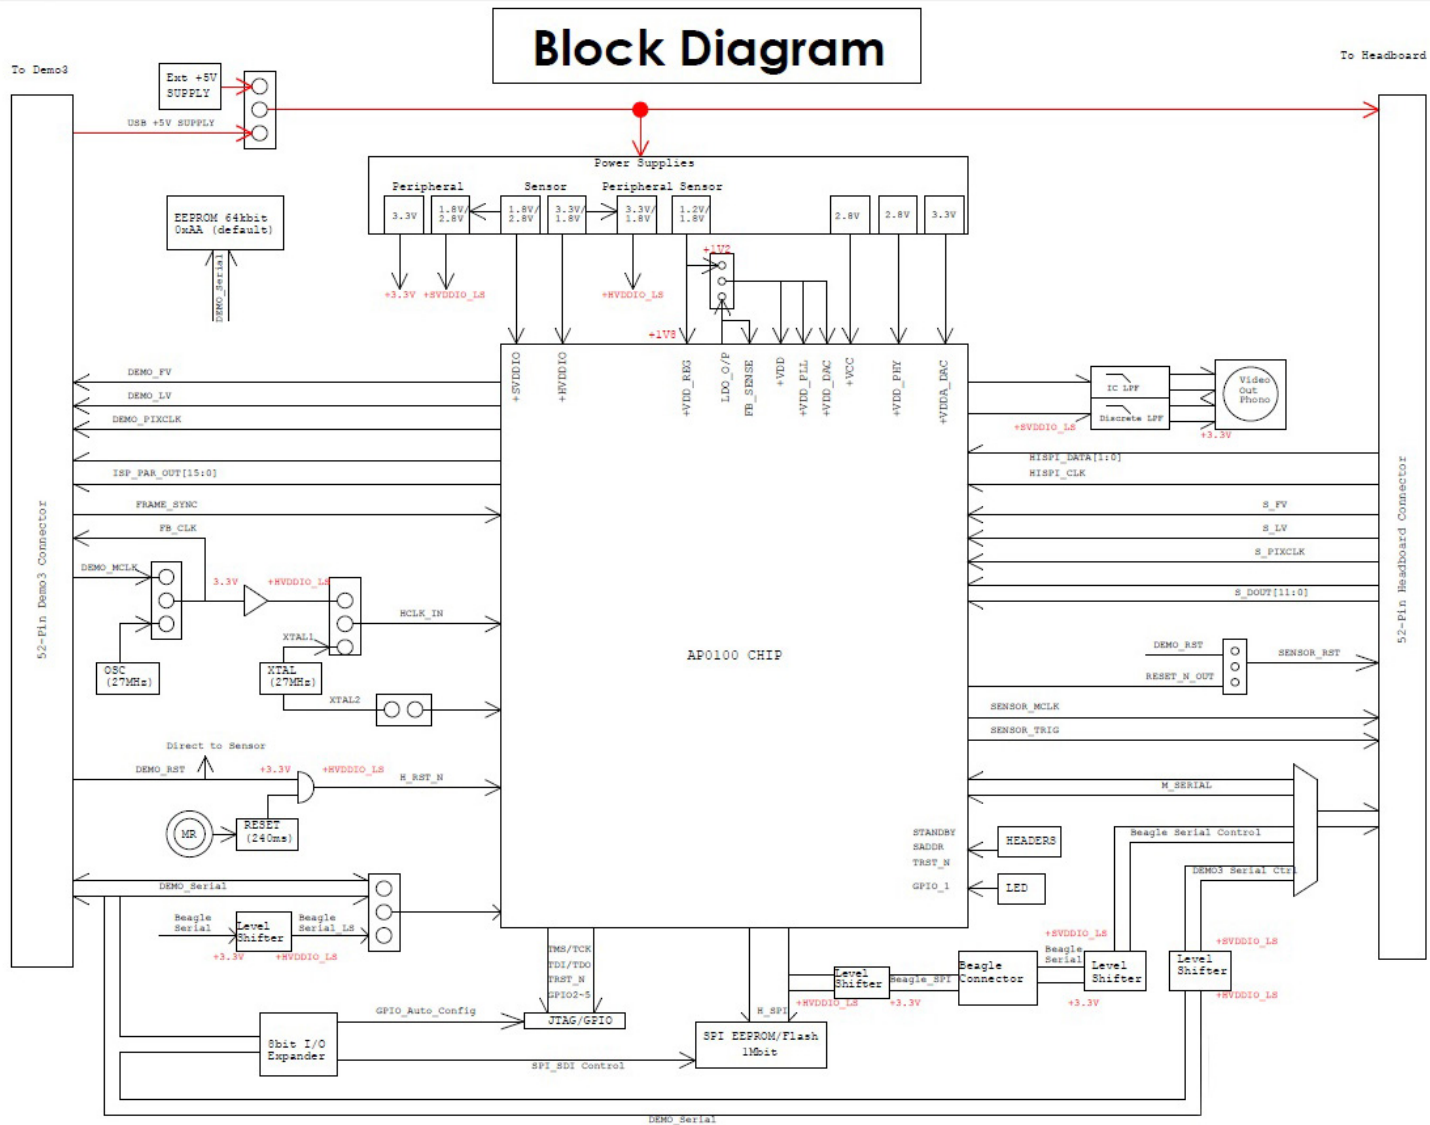 Block Diagram
To Demo3
To Headboard
Ext +5V
SUPPLY
USB +5V SUPPLY
Power Supplies
Peripheral
Sensor
Peripheral
Sensor
3.3V
1.8V/
2.8V
1.8V/
2.8V
3.3V/
1.8V
3.3V/
1.8V
1.2V/
1.8V
2.8V
2.8V
3.3V
EEPROM 64kbit
0xAA (default)
DEMO_Serial
+3.3V
+SVDDIO_LS
+HVDDIO_LS
+1V2
+1V8
+SVDDIO
+HVDDIO
+VDD_REG
LDO_O/P
FB_SENSE
+VDD
+VDD_PLL
+VDD_DAC
+VCC
+VDD_PHY
+VDDA_DAC
DEMO_FV
DEMO_LV
DEMO_PIXCLK
ISP_PAR_OUT[15:0]
FRAME_SYNC
FB_CLK
DEMO_MCLK
3.3V
+HVDDIO_LS
HCLK_IN
OSC
(27MHz)
XTAL1
XTAL
(27MHz)
XTAL2
52-Pin Demo3 Connector
AP0100 CHIP
IC LPF
Discrete LPF
Video
Out
Phono
+SVDDIO_LS
+3.3V
HISPI_DATA[1:0]
HISPI_CLK
S_FV
S_LV
S_PIXCLK
S_DOUT[11:0]
DEMO_RST
RESET_N_OUT
SENSOR_RST
SENSOR_MCLK
SENSOR_TRIG
52-Pin Headboard Connector
Direct to Sensor
DEMO_RST
+3.3V
+HVDDIO_LS
H_RST_N
MR
RESET
(240ms)
M_SERIAL
Beagle Serial Control
DEMO3 Serial Ctrl
STANDBY
SADDR
TRST_N
GPIO_1
HEADERS
LED
DEMO_Serial
Beagle
Serial
Level
Shifter
Beagle
Serial_LS
+3.3V
+HVDDIO_LS
TMS/TCK
TDI/TDO
TRST_N
GPIO2~5
JTAG/GPIO
GPIO_Auto_Config
8bit I/O
Expander
SPI_SDI Control
H_SPI
SPI EEPROM/Flash
1Mbit
Level
Shifter
+HVDDIO_LS
Beagle_SPI
+3.3V
Beagle
Connector
Beagle
Serial
+SVDDIO_LS
Level
Shifter
+3.3V
Level
Shifter
+SVDDIO_LS
+HVDDIO_LS
DEMO_Serial